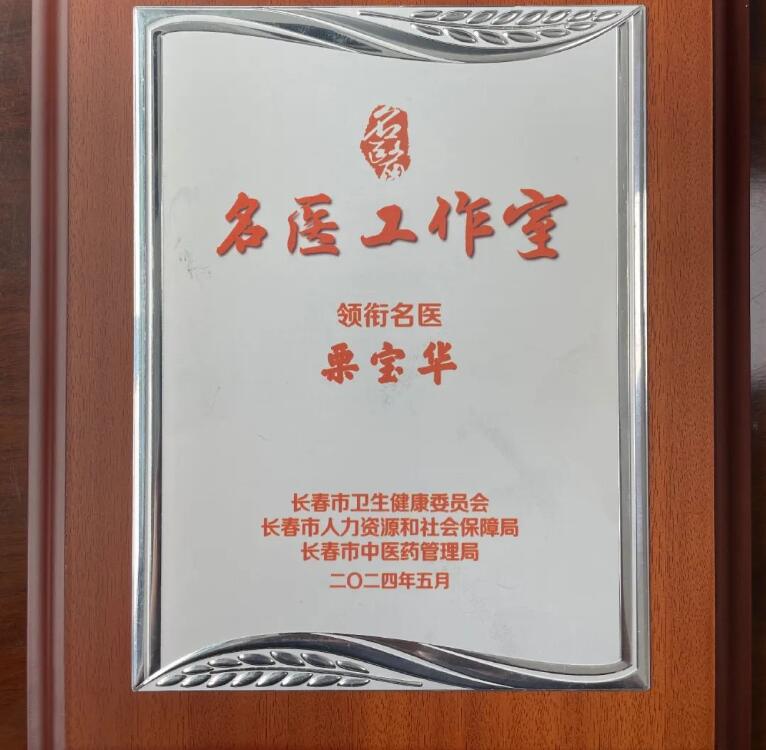 名醫
名医工作室
领衔名医
栗宝华
长春市卫生健康委员会
长春市人力资源和社会保障局
长春市中医药管理局
二〇二四年五月